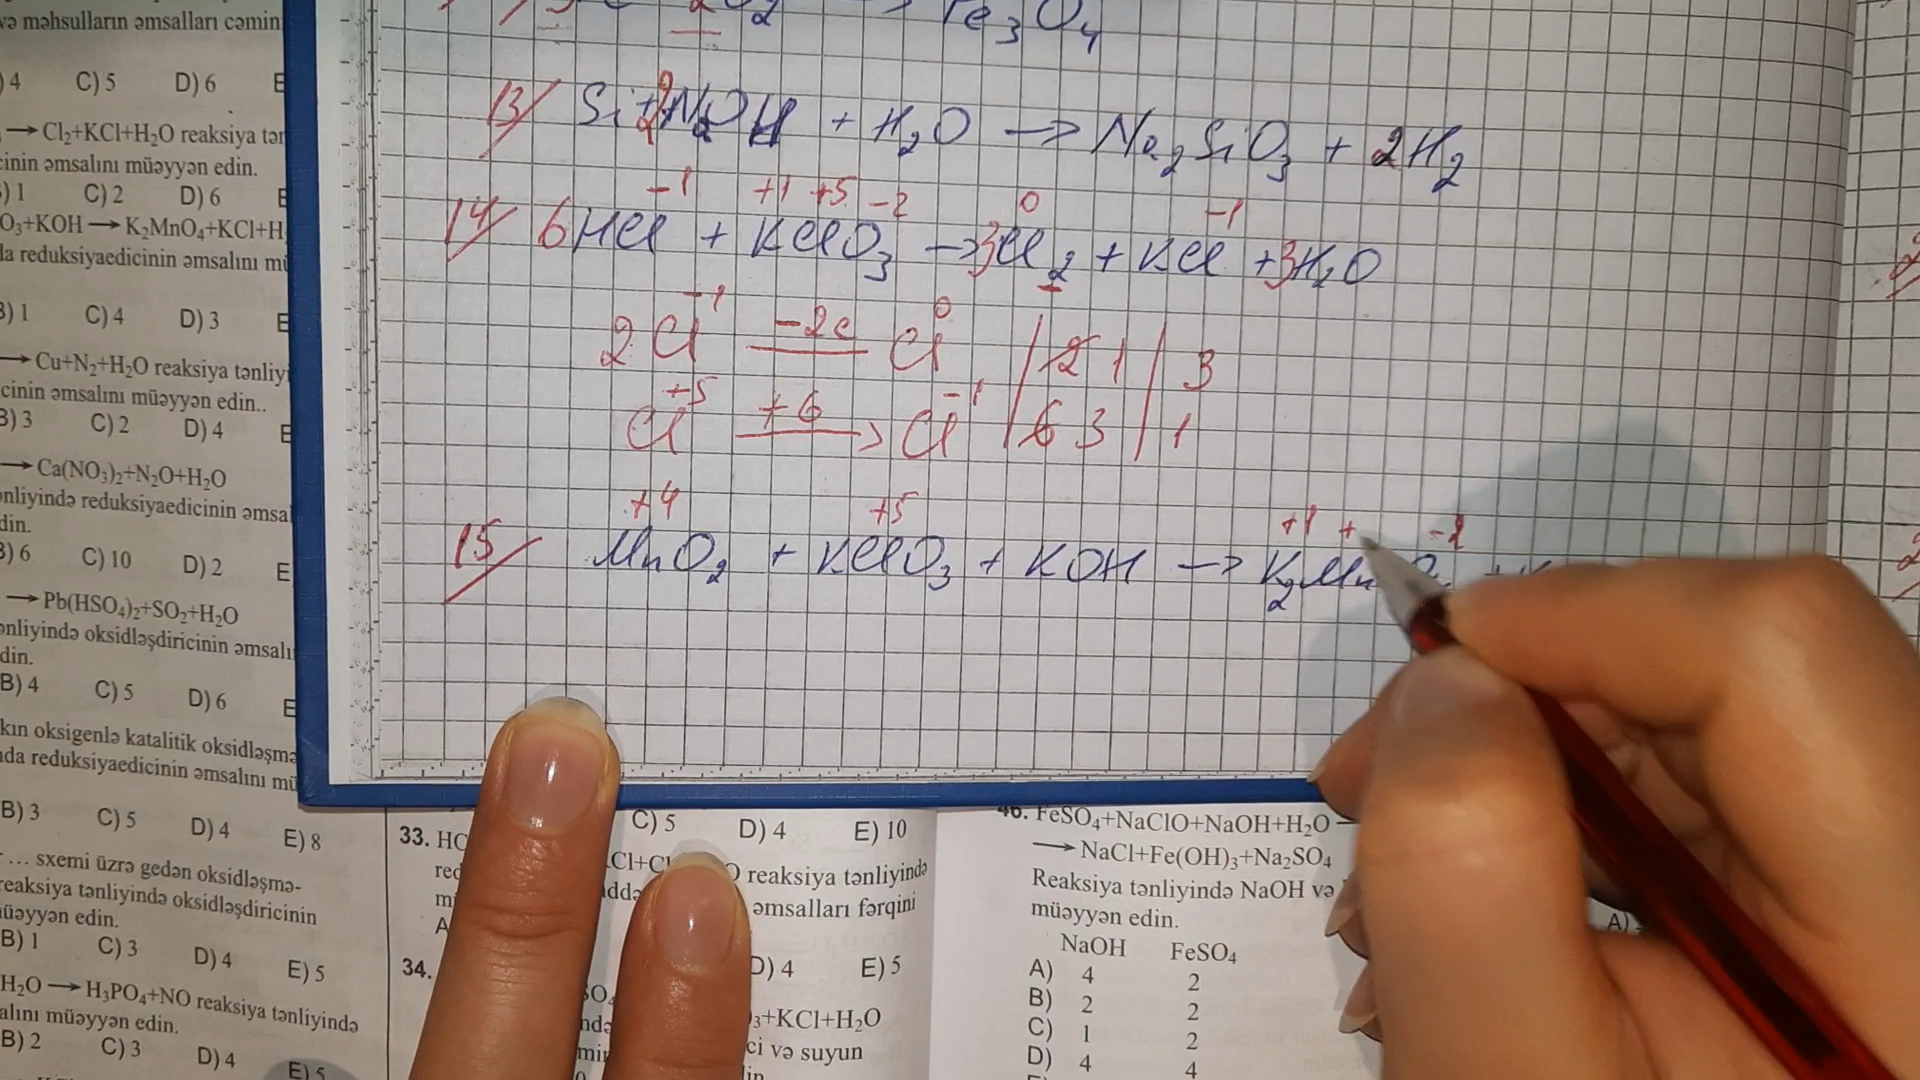 və məhsulların əmsalları cəmin
)4 C) 5 D) 6 E
→ Cl₂+KCl+H₂O reaksiya tən
cinin əmsalını müəyyən edin.
) 1 C) 2 D) 6 E
O₃+KOH → K₂MnO₄+KCl+H
da reduksiyaedicinin əmsalını mü
B) 1 C) 4 D) 3 E
→ Cu+N₂+H₂O reaksiya tənliyi
cinin əmsalını müəyyən edin..
B) 3 C) 2 D) 4 E
→ Ca(NO₃)₂+N₂O+H₂O
ənliyində reduksiyaedicinin əmsa
din.
B) 6 C) 10 D) 2 E
→ Pb(HSO₄)₂+SO₂+H₂O
ənliyində oksidləşdiricinin əmsalı
din.
B) 4 C) 5 D) 6 E
kın oksigenlə katalitik oksidləşmə
nda reduksiyaedicinin əmsalını mü
B) 3 C) 5 D) 4 E) 8
… sxemi üzrə gedən oksidləşmə-
reaksiya tənliyində oksidləşdiricinin
müəyyən edin.
B) 1 C) 3 D) 4 E) 5
H₂O → H₃PO₄+NO reaksiya tənliyində
alını müəyyən edin.
B) 2 C) 3 D) 4 E) 5
Fe₃O₄
13/ Si + 2NaOH + H₂O → Na₂SiO₃ + 2H₂
-1 +1 +5 -2 0 -1
14/ 6HCl + KClO₃ → 3Cl₂ + KCl + 3H₂O
2Cl⁻¹ -2e Cl⁰ | 2 1 | 3
Cl⁺⁵ +6 → Cl⁻¹ | 6 3 | 1
+4 +5 +1 + -2
15/ MnO₂ + KClO₃ + KOH → K₂Mn
C) 5 D) 4 E) 10
33. HC
O reaksiya tənliyində
əmsalları fərqini
34.
D) 4 E) 5
₃+KCl+H₂O
ci və suyun
46. FeSO₄+NaClO+NaOH+H₂O
→ NaCl+Fe(OH)₃+Na₂SO₄
Reaksiya tənliyində NaOH və
müəyyən edin.
NaOH FeSO₄
A) 4 2
B) 2 2
C) 1 2
D) 4 4
A)